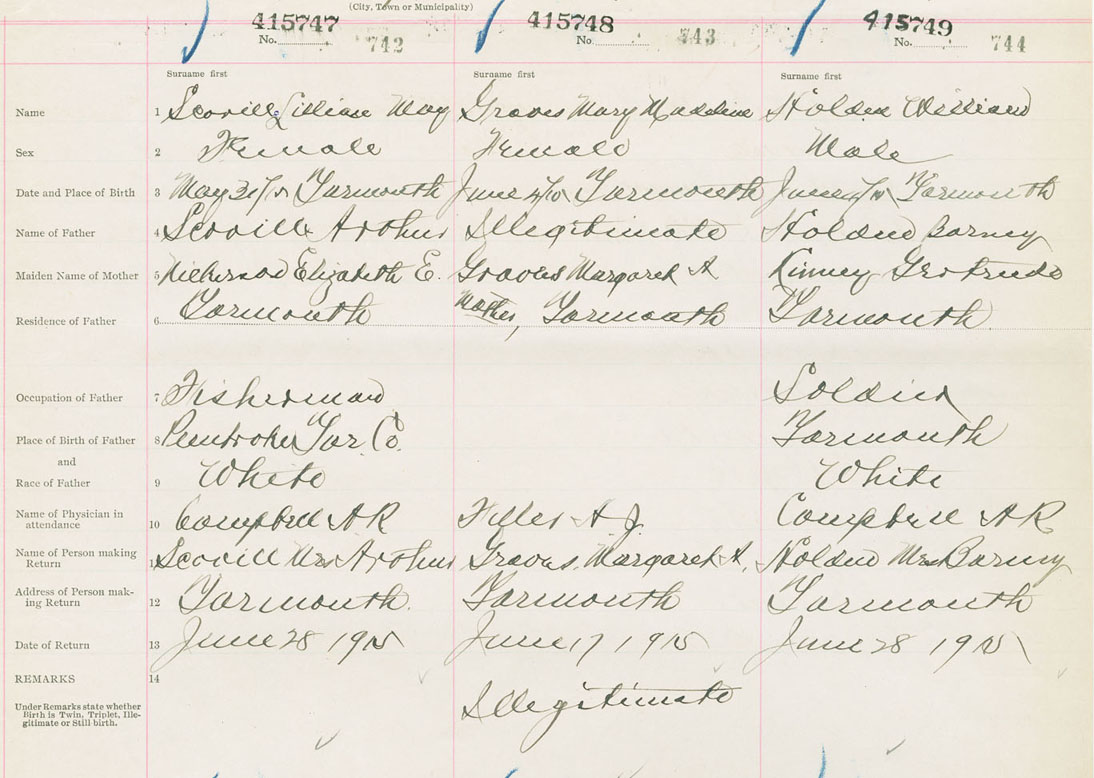 (City, Town or Municipality)
415747 415748 415749
No. 742 No. 743 No. 744
Surname first Surname first Surname first
Name 1 Scovill Lillian May Graves Mary Madeline Holden William
Sex 2 Female Female Male
Date and Place of Birth 3 May 31/15 Yarmouth June 4/15 Yarmouth June 4/15 Yarmouth
Name of Father 4 Scovill Arthur Illegitimate Holden Barney
Maiden Name of Mother 5 Nickerson Elizabeth E. Graves Margaret A Kinney Gertrude
Residence of Father 6 Yarmouth Mother, Yarmouth Yarmouth
Occupation of Father 7 Fisherman Soldier
Place of Birth of Father 8 Pembroke Yar. Co. Yarmouth
and
Race of Father 9 White White
Name of Physician in
attendance 10 Campbell A R A. J. Campbell A R
Name of Person making
Return 11 Scovill Mrs Arthur Graves, Margaret A. Holden Mrs Barney
Address of Person mak-
ing Return 12 Yarmouth. Yarmouth Yarmouth
Date of Return 13 June 28 1915 June 17 1915 June 28 1915
REMARKS 14
Under Remarks state whether
Birth is Twin, Triplet, Ille-
gitimate or Still-birth.
Illegitimate